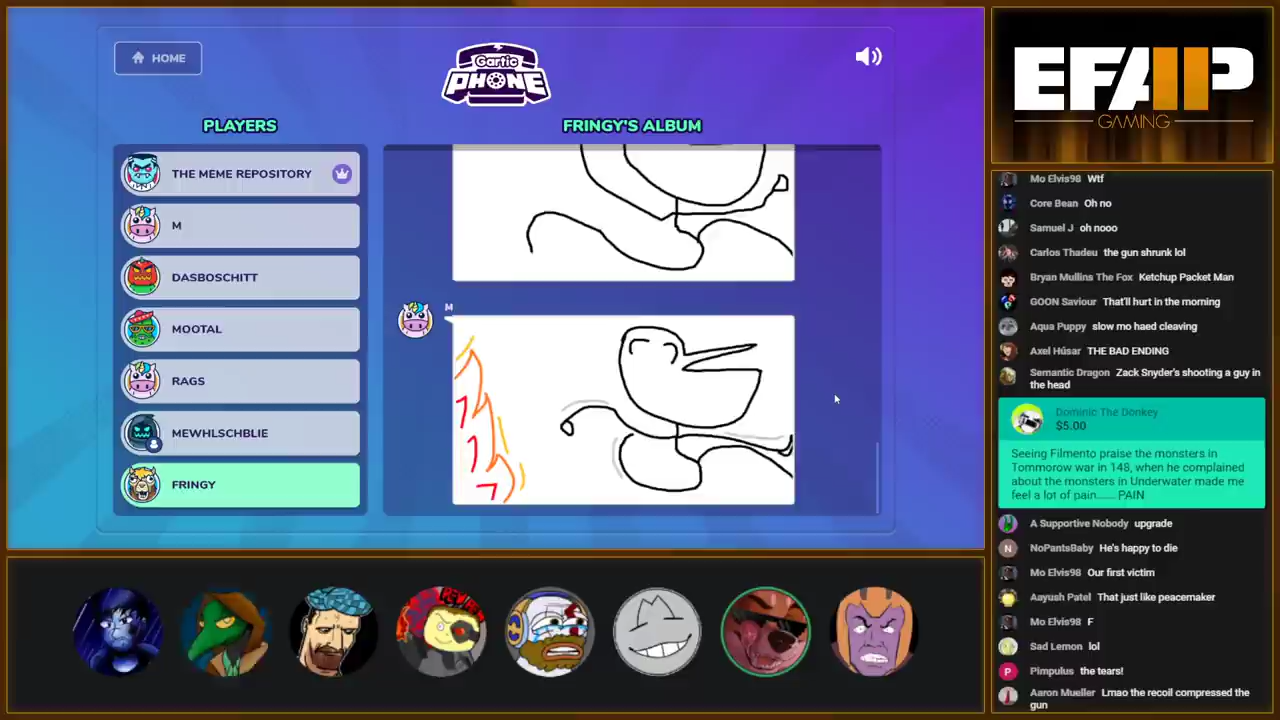 HOME
Gartic
PHONE
PLAYERS
THE MEME REPOSITORY
M
DASBOSCHITT
MOOTAL
RAGS
MEWHLSCHBLIE
FRINGY
FRINGY'S ALBUM
M
EFAP
GAMING
Mo Elvis98 Wtf
Core Bean Oh no
Samuel J oh nooo
Carlos Thadeu the gun shrunk lol
Bryan Mullins The Fox Ketchup Packet Man
GOON Saviour That'll hurt in the morning
Aqua Puppy slow mo haed cleaving
Axel Húsar THE BAD ENDING
Semantic Dragon Zack Snyder's shooting a guy in
the head
Dominic The Donkey
$5.00
Seeing Filmento praise the monsters in
Tommorow war in 148, when he complained
about the monsters in Underwater made me
feel a lot of pain...... PAIN
A Supportive Nobody upgrade
N
NoPantsBaby He's happy to die
Mo Elvis98 Our first victim
Aayush Patel That just like peacemaker
Mo Elvis98 F
Sad Lemon lol
P
Pimpulus the tears!
Aaron Mueller Lmao the recoil compressed the
gun